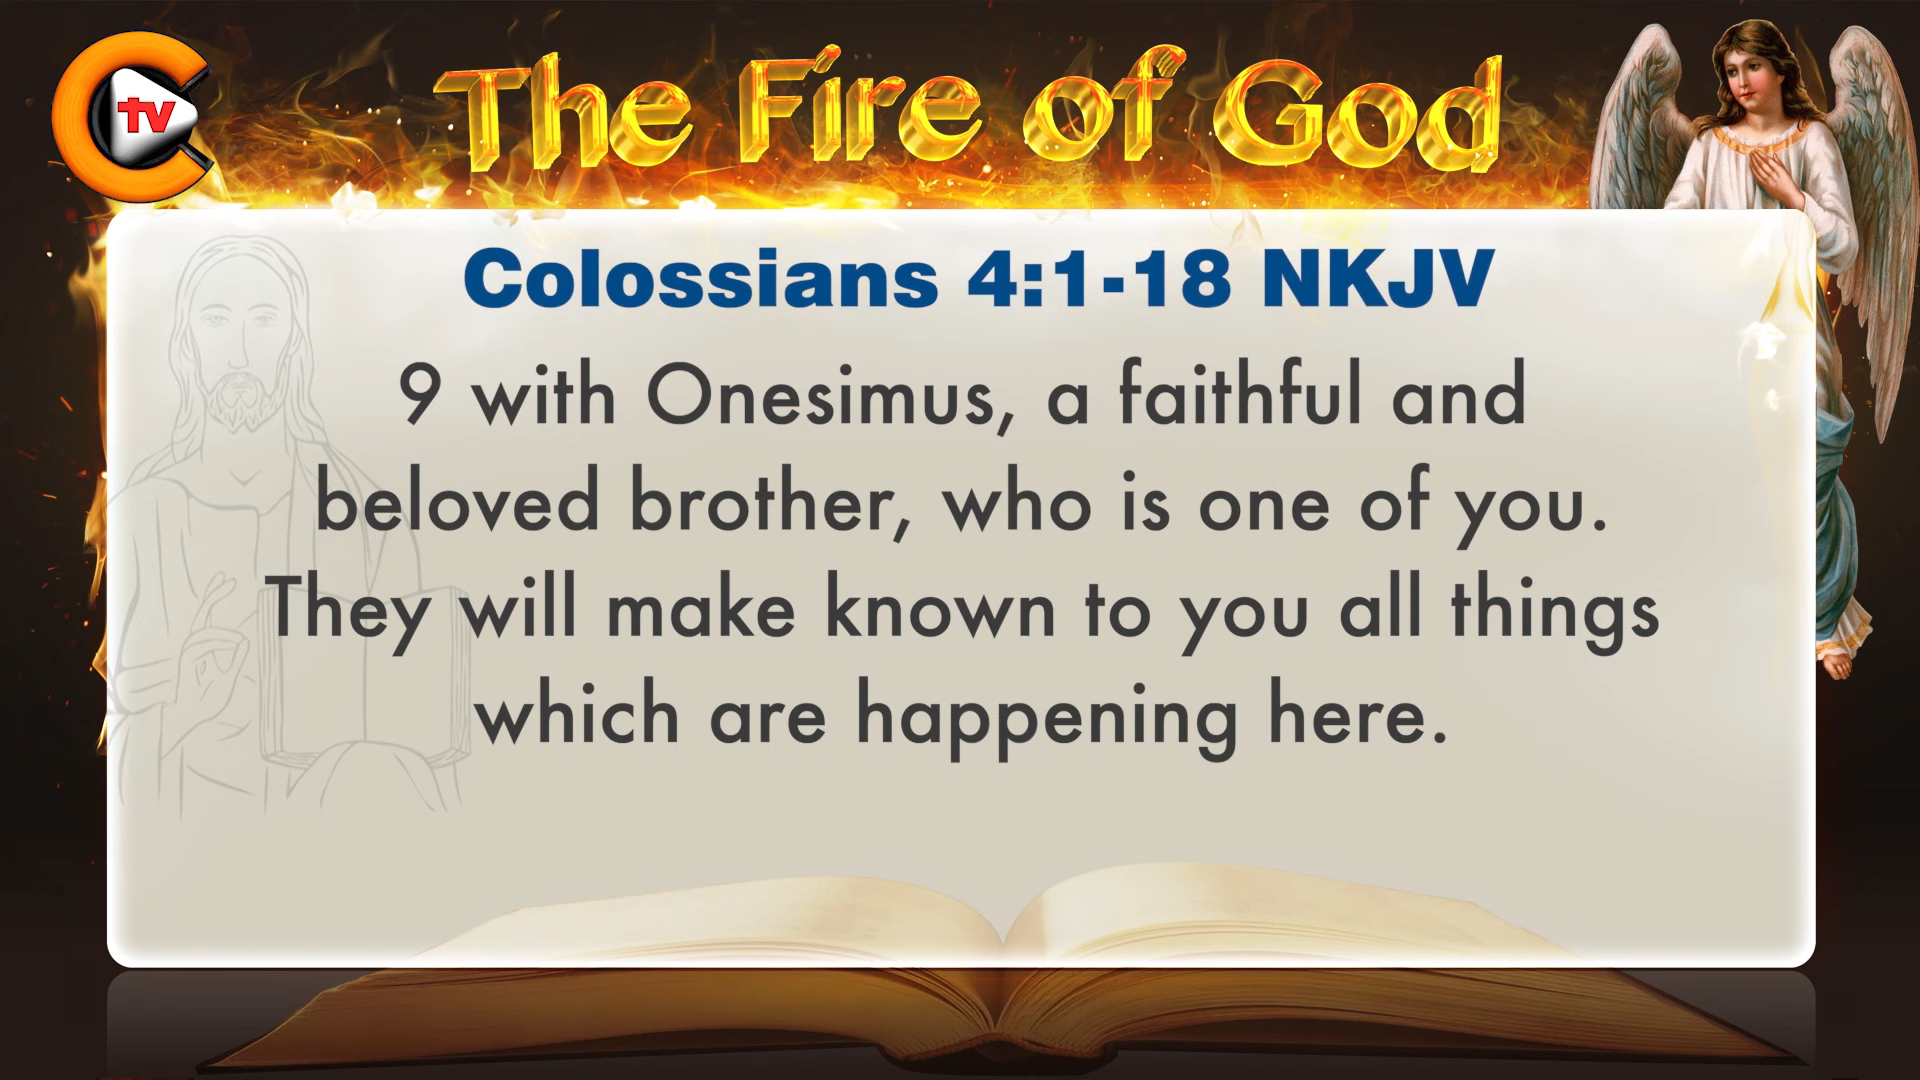 tv
The Fire of God
Colossians 4:1-18 NKJV
9 with Onesimus, a faithful and
beloved brother, who is one of you.
They will make known to you all things
which are happening here.